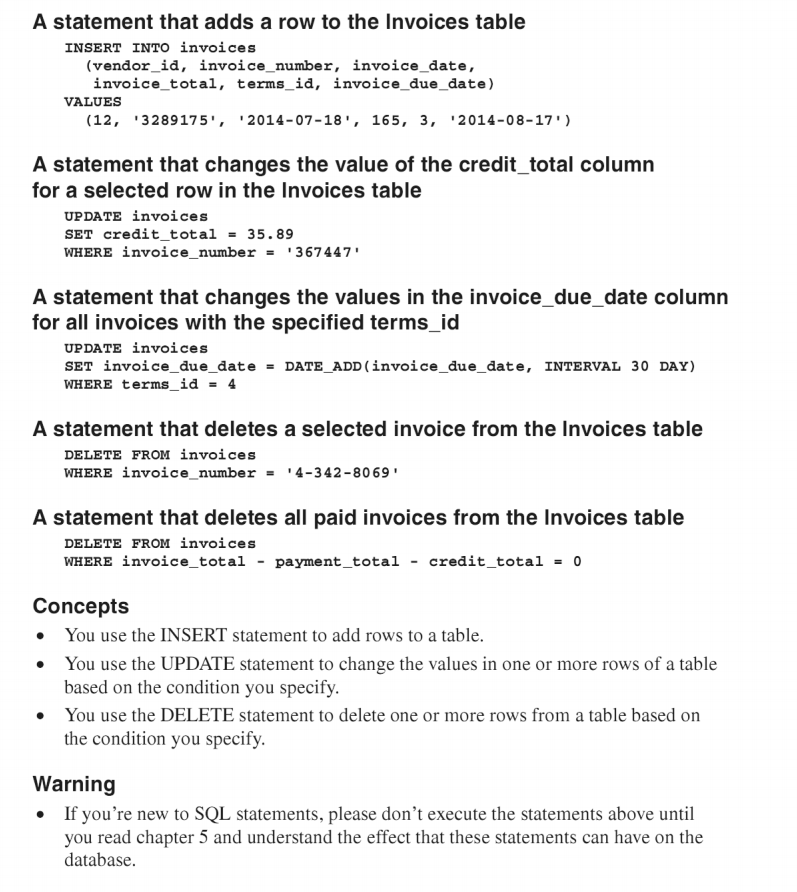 A statement that adds a row to the Invoices table
INSERT INTO invoices
(vendor_id, invoice_number, invoice_date,
invoice_total, terms_id, invoice_due_date)
VALUES
(12, '3289175', '2014-07-18', 165, 3, '2014-08-17')
A statement that changes the value of the credit_total column
for a selected row in the Invoices table
UPDATE invoices
SET credit_total = 35.89
WHERE invoice_number = '367447'
A statement that changes the values in the invoice_due_date column
for all invoices with the specified terms_id
UPDATE invoices
SET invoice_due_date = DATE_ADD(invoice_due_date, INTERVAL 30 DAY)
WHERE terms_id = 4
A statement that deletes a selected invoice from the Invoices table
DELETE FROM invoices
WHERE invoice_number = '4-342-8069'
A statement that deletes all paid invoices from the Invoices table
DELETE FROM invoices
WHERE invoice_total - payment_total - credit_total = 0
Concepts
• You use the INSERT statement to add rows to a table.
• You use the UPDATE statement to change the values in one or more rows of a table
based on the condition you specify.
• You use the DELETE statement to delete one or more rows from a table based on
the condition you specify.
Warning
• If you're new to SQL statements, please don't execute the statements above until
you read chapter 5 and understand the effect that these statements can have on the
database.